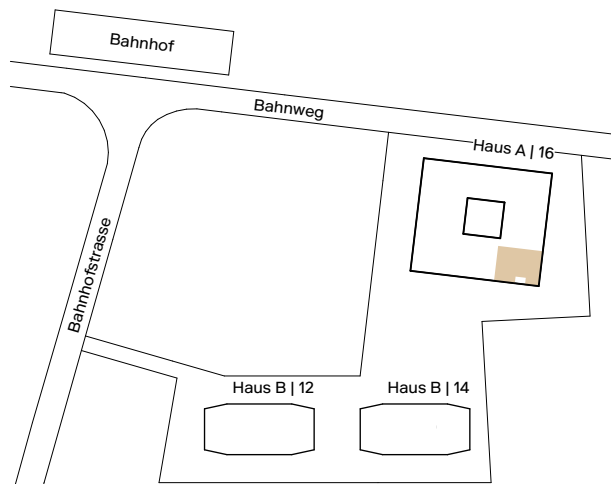 Bahnhof
Bahnweg
Haus A | 16
Bahnhofstrasse
Haus B | 12
Haus B | 14